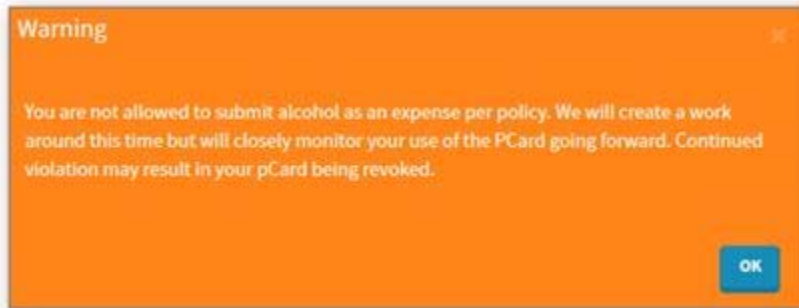 Warning
You are not allowed to submit alcohol as an expense per policy. We will create a work
around this time but will closely monitor your use of the PCard going forward. Continued
violation may result in your pCard being revoked.
OK